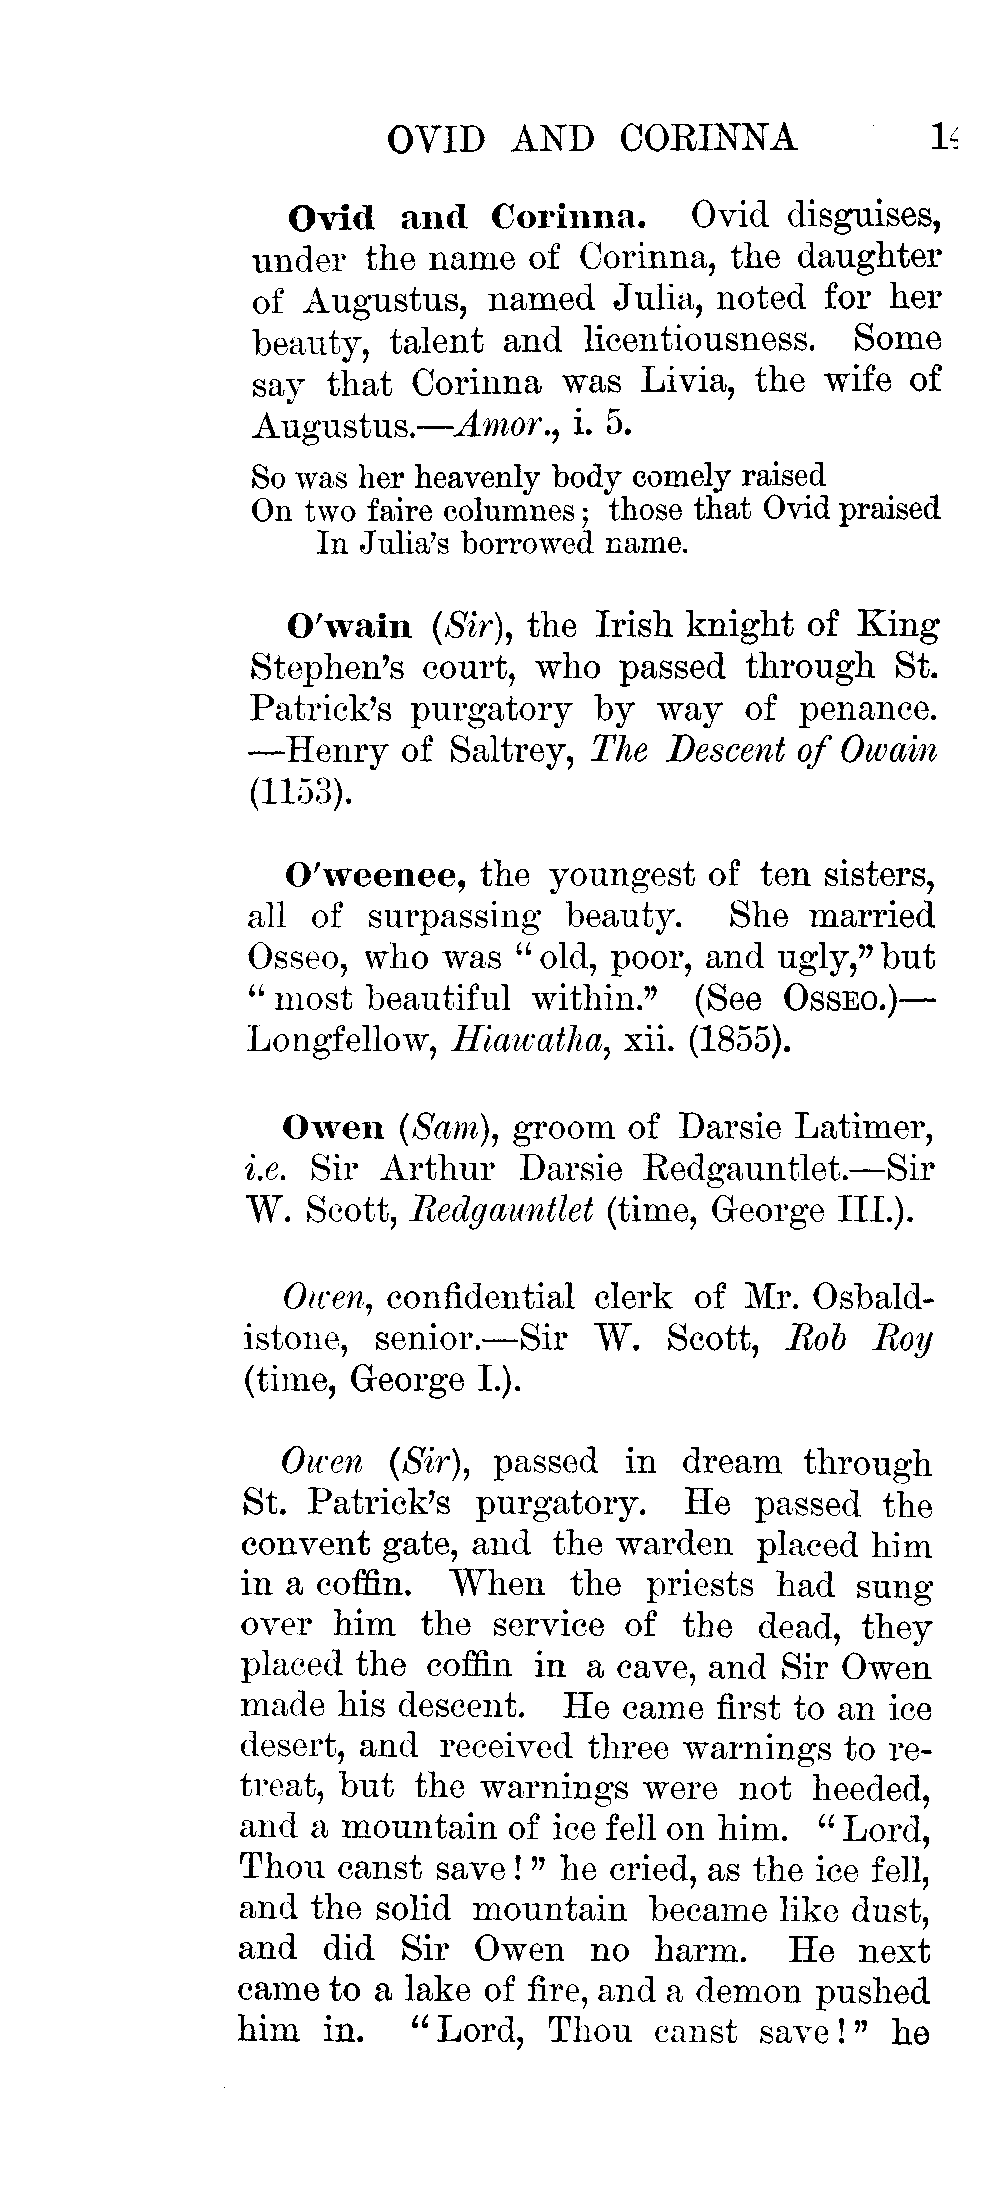 OVID AND CORINNA
Ovid and Corinna. Ovid disguises,
under the name of Corinna, the daughter
of Augustus, named Julia, noted for her
beauty, talent and licentiousness. Some
say that Corinna was Livia, the wife of
Augustus.—Amor., i. 5.
So was her heavenly body comely raised
On two faire columnes; those that Ovid praised
In Julia's borrowed name.
O'wain (Sir), the Irish knight of King
Stephen's court, who passed through St.
Patrick's purgatory by way of penance.
—Henry of Saltrey, The Descent of Owain
(1153).
O'weenee, the youngest of ten sisters,
all of surpassing beauty. She married
Osseo, who was "old, poor, and ugly," but
"most beautiful within." (See OSSEO.)—
Longfellow, Hiawatha, xii. (1855).
Owen (Sam), groom of Darsie Latimer,
i.e. Sir Arthur Darsie Redgauntlet.—Sir
W. Scott, Redgauntlet (time, George III.).
Owen, confidential clerk of Mr. Osbald-
istone, senior.—Sir W. Scott, Rob Roy
(time, George I.).
Owen (Sir), passed in dream through
St. Patrick's purgatory. He passed the
convent gate, and the warden placed him
in a coffin. When the priests had sung
over him the service of the dead, they
placed the coffin in a cave, and Sir Owen
made his descent. He came first to an ice
desert, and received three warnings to re-
treat, but the warnings were not heeded,
and a mountain of ice fell on him. "Lord,
Thou canst save!" he cried, as the ice fell,
and the solid mountain became like dust,
and did Sir Owen no harm. He next
came to a lake of fire, and a demon pushed
him in. "Lord, Thou canst save!" he